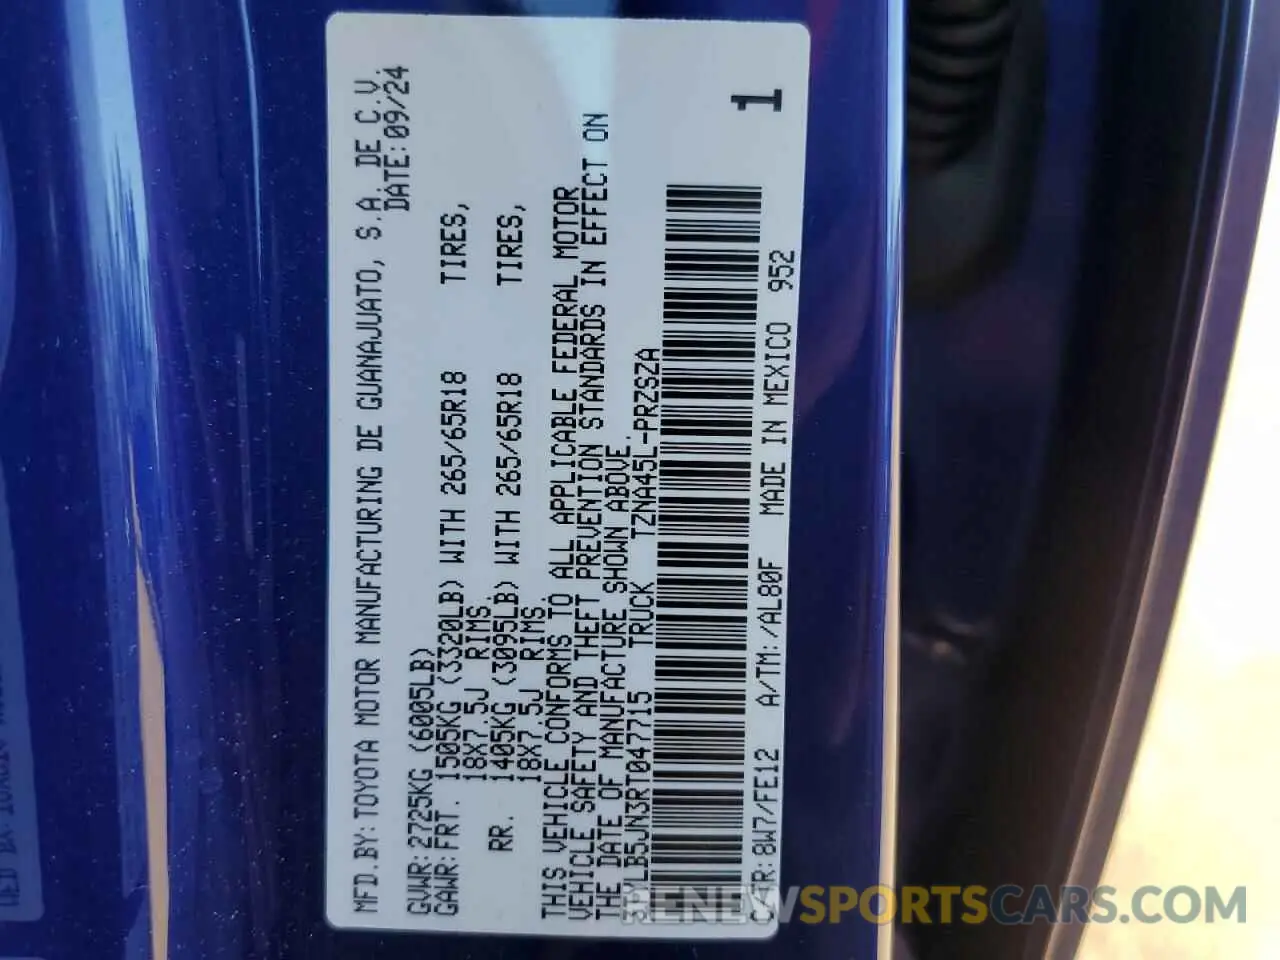 MFD.BY:TOYOTA MOTOR MANUFACTURING DE GUANAJUATO, S.A. DE C.V.
DATE:09/24
GVWR:2725KG (6005LB)
GAWR:FRT. 1505KG (3320LB) WITH 265/65R18 TIRES,
18X7.5J RIMS.
RR. 1405KG (3095LB) WITH 265/65R18 TIRES,
18X7.5J RIMS.
THIS VEHICLE CONFORMS TO ALL APPLICABLE FEDERAL MOTOR
VEHICLE SAFETY AND THEFT PREVENTION STANDARDS IN EFFECT ON
THE DATE OF MANUFACTURE SHOWN ABOVE.
3TYLB5JN3RT047715 TRUCK TZNA45L-PRZSZA
8W7/FE12 A/TM: /AL80F MADE IN MEXICO 952
1
RENEWSPORTSCARS.COM